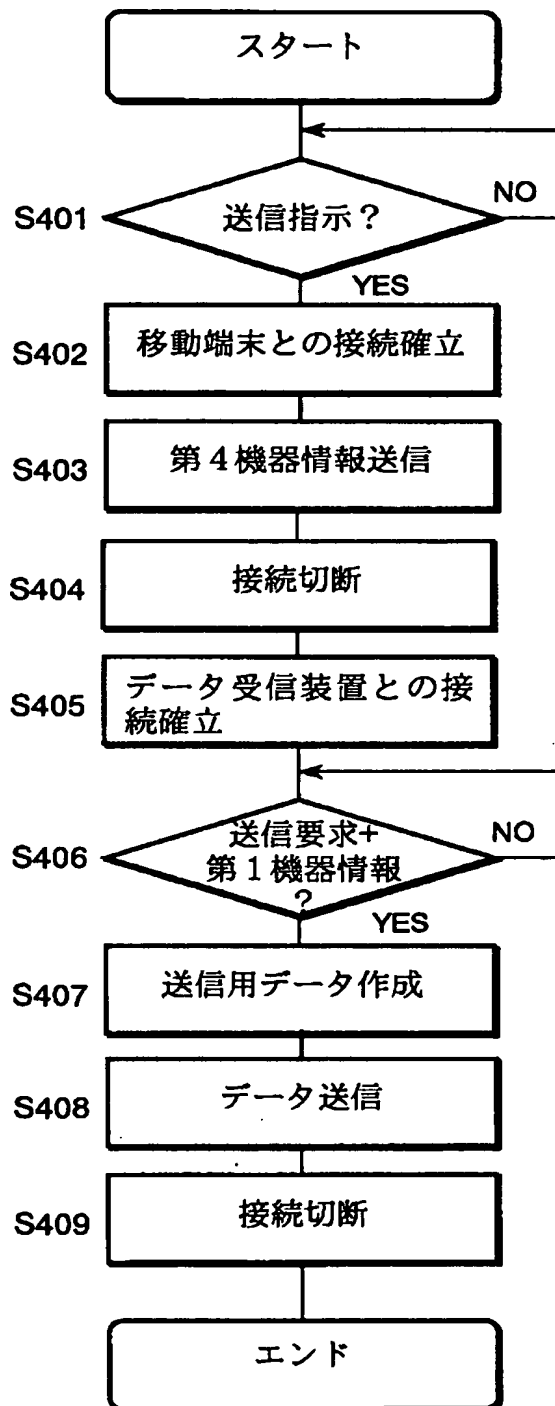 スタート
S401
送信指示？
NO
YES
S402
移動端末との接続確立
S403
第４機器情報送信
S404
接続切断
S405
データ受信装置との接
続確立
S406
送信要求+
第１機器情報
？
NO
YES
S407
送信用データ作成
S408
データ送信
S409
接続切断
エンド